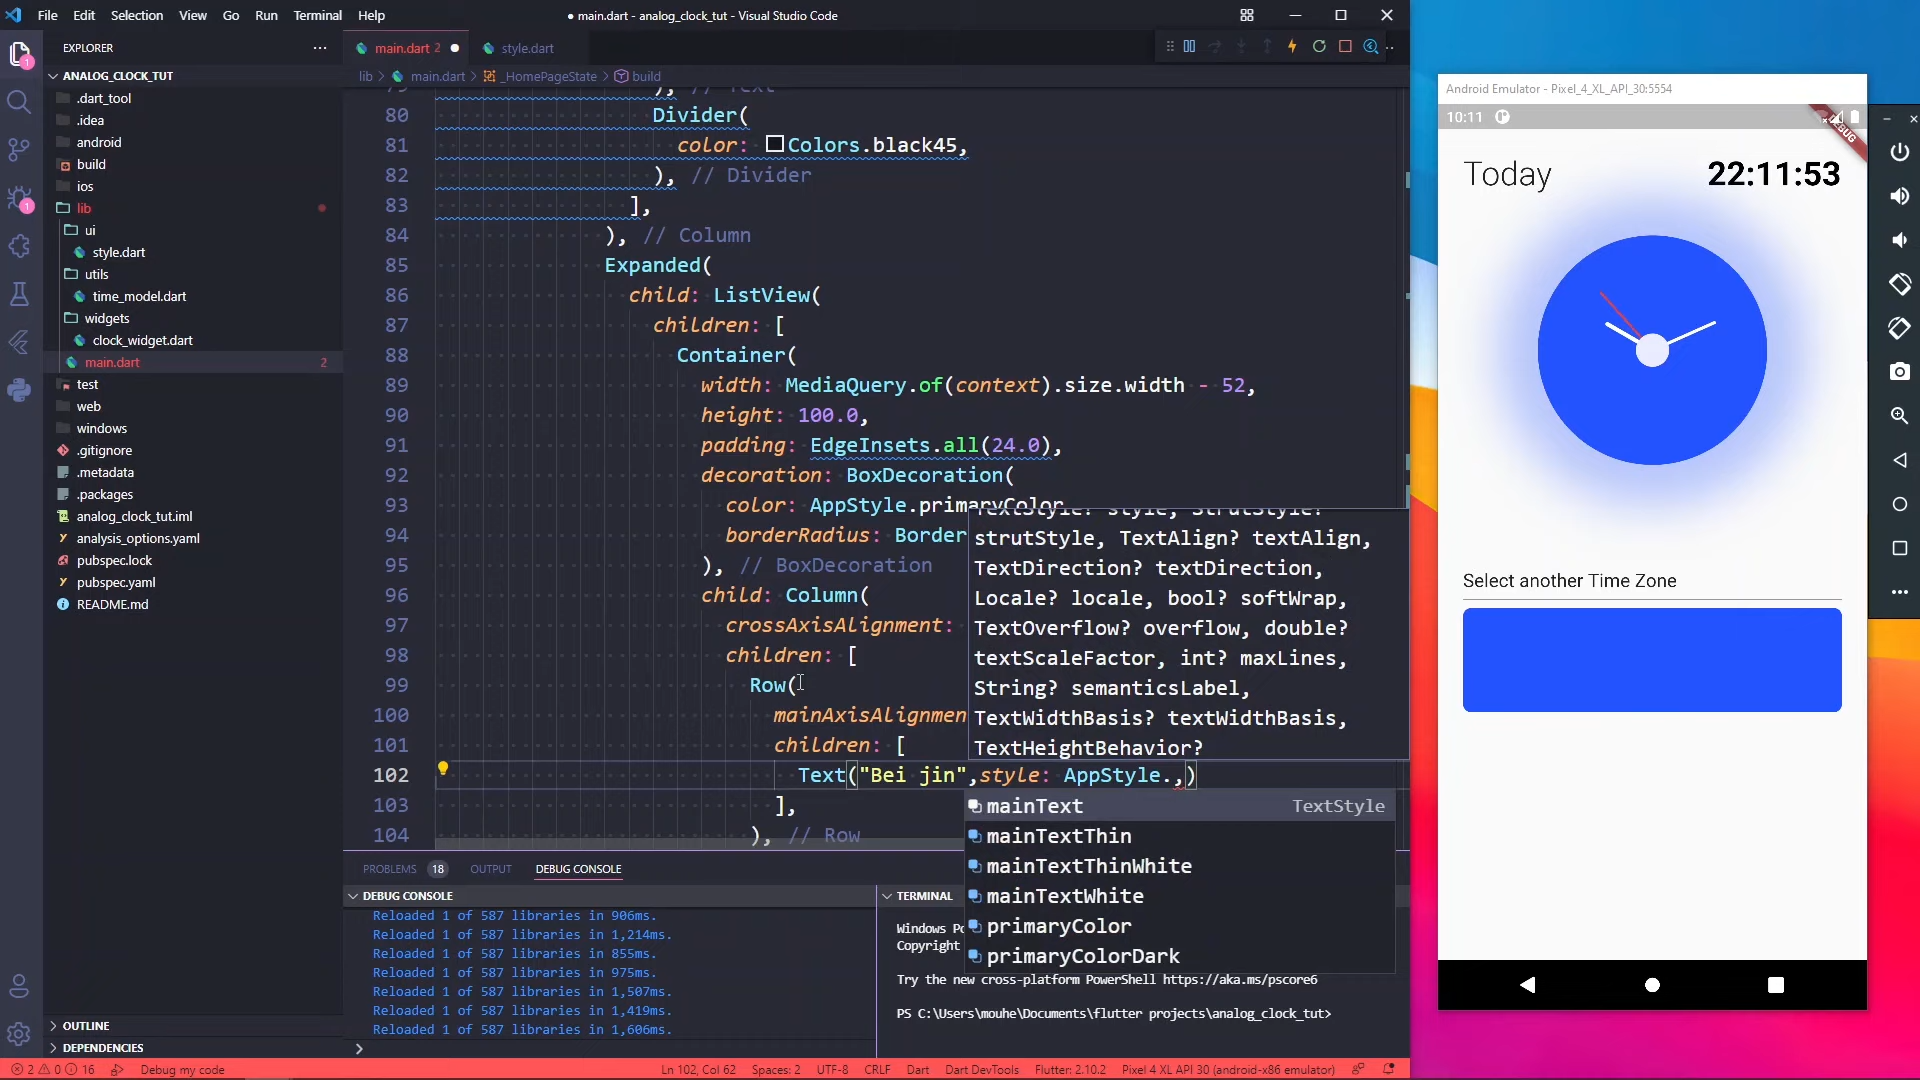 File Edit Selection View Go Run Terminal Help
● main.dart - analog_clock_tut - Visual Studio Code
EXPLORER
ANALOG_CLOCK_TUT
.dart_tool
.idea
android
build
ios
lib
ui
style.dart
utils
time_model.dart
widgets
clock_widget.dart
main.dart 2
test
web
windows
.gitignore
.metadata
.packages
analog_clock_tut.iml
analysis_options.yaml
pubspec.lock
pubspec.yaml
README.md
OUTLINE
DEPENDENCIES
main.dart 2 ● style.dart
lib > main.dart > _HomePageState > build
79 ), // Text
80 Divider(
81 color: Colors.black45,
82 ), // Divider
83 ],
84 ), // Column
85 Expanded(
86 child: ListView(
87 children: [
88 Container(
89 width: MediaQuery.of(context).size.width - 52,
90 height: 100.0,
91 padding: EdgeInsets.all(24.0),
92 decoration: BoxDecoration(
93 color: AppStyle.primaryColor
94 borderRadius: Border
95 ), // BoxDecoration
96 child: Column(
97 crossAxisAlignment:
98 children: [
99 Row(
100 mainAxisAlignmen
101 children: [
102 Text("Bei jin",style: AppStyle.,)
103 ],
104 ), // Row
TextStyle? style, StrutStyle?
strutStyle, TextAlign? textAlign,
TextDirection? textDirection,
Locale? locale, bool? softWrap,
TextOverflow? overflow, double?
textScaleFactor, int? maxLines,
String? semanticsLabel,
TextWidthBasis? textWidthBasis,
TextHeightBehavior?
mainText TextStyle
mainTextThin
mainTextThinWhite
mainTextWhite
primaryColor
primaryColorDark
PROBLEMS 18 OUTPUT DEBUG CONSOLE
DEBUG CONSOLE
Reloaded 1 of 587 libraries in 906ms.
Reloaded 1 of 587 libraries in 1,214ms.
Reloaded 1 of 587 libraries in 855ms.
Reloaded 1 of 587 libraries in 975ms.
Reloaded 1 of 587 libraries in 1,507ms.
Reloaded 1 of 587 libraries in 1,419ms.
Reloaded 1 of 587 libraries in 1,606ms.
TERMINAL
Windows Po
Copyright
Try the new cross-platform PowerShell https://aka.ms/pscore6
PS C:\Users\mouhe\Documents\flutter projects\analog_clock_tut>
2 0 16 Debug my code
Ln 102, Col 62 Spaces: 2 UTF-8 CRLF Dart Dart DevTools Flutter: 2.10.2 Pixel 4 XL API 30 (android-x86 emulator)
Android Emulator - Pixel_4_XL_API_30:5554
10:11
DEBUG
Today 22:11:53
Select another Time Zone